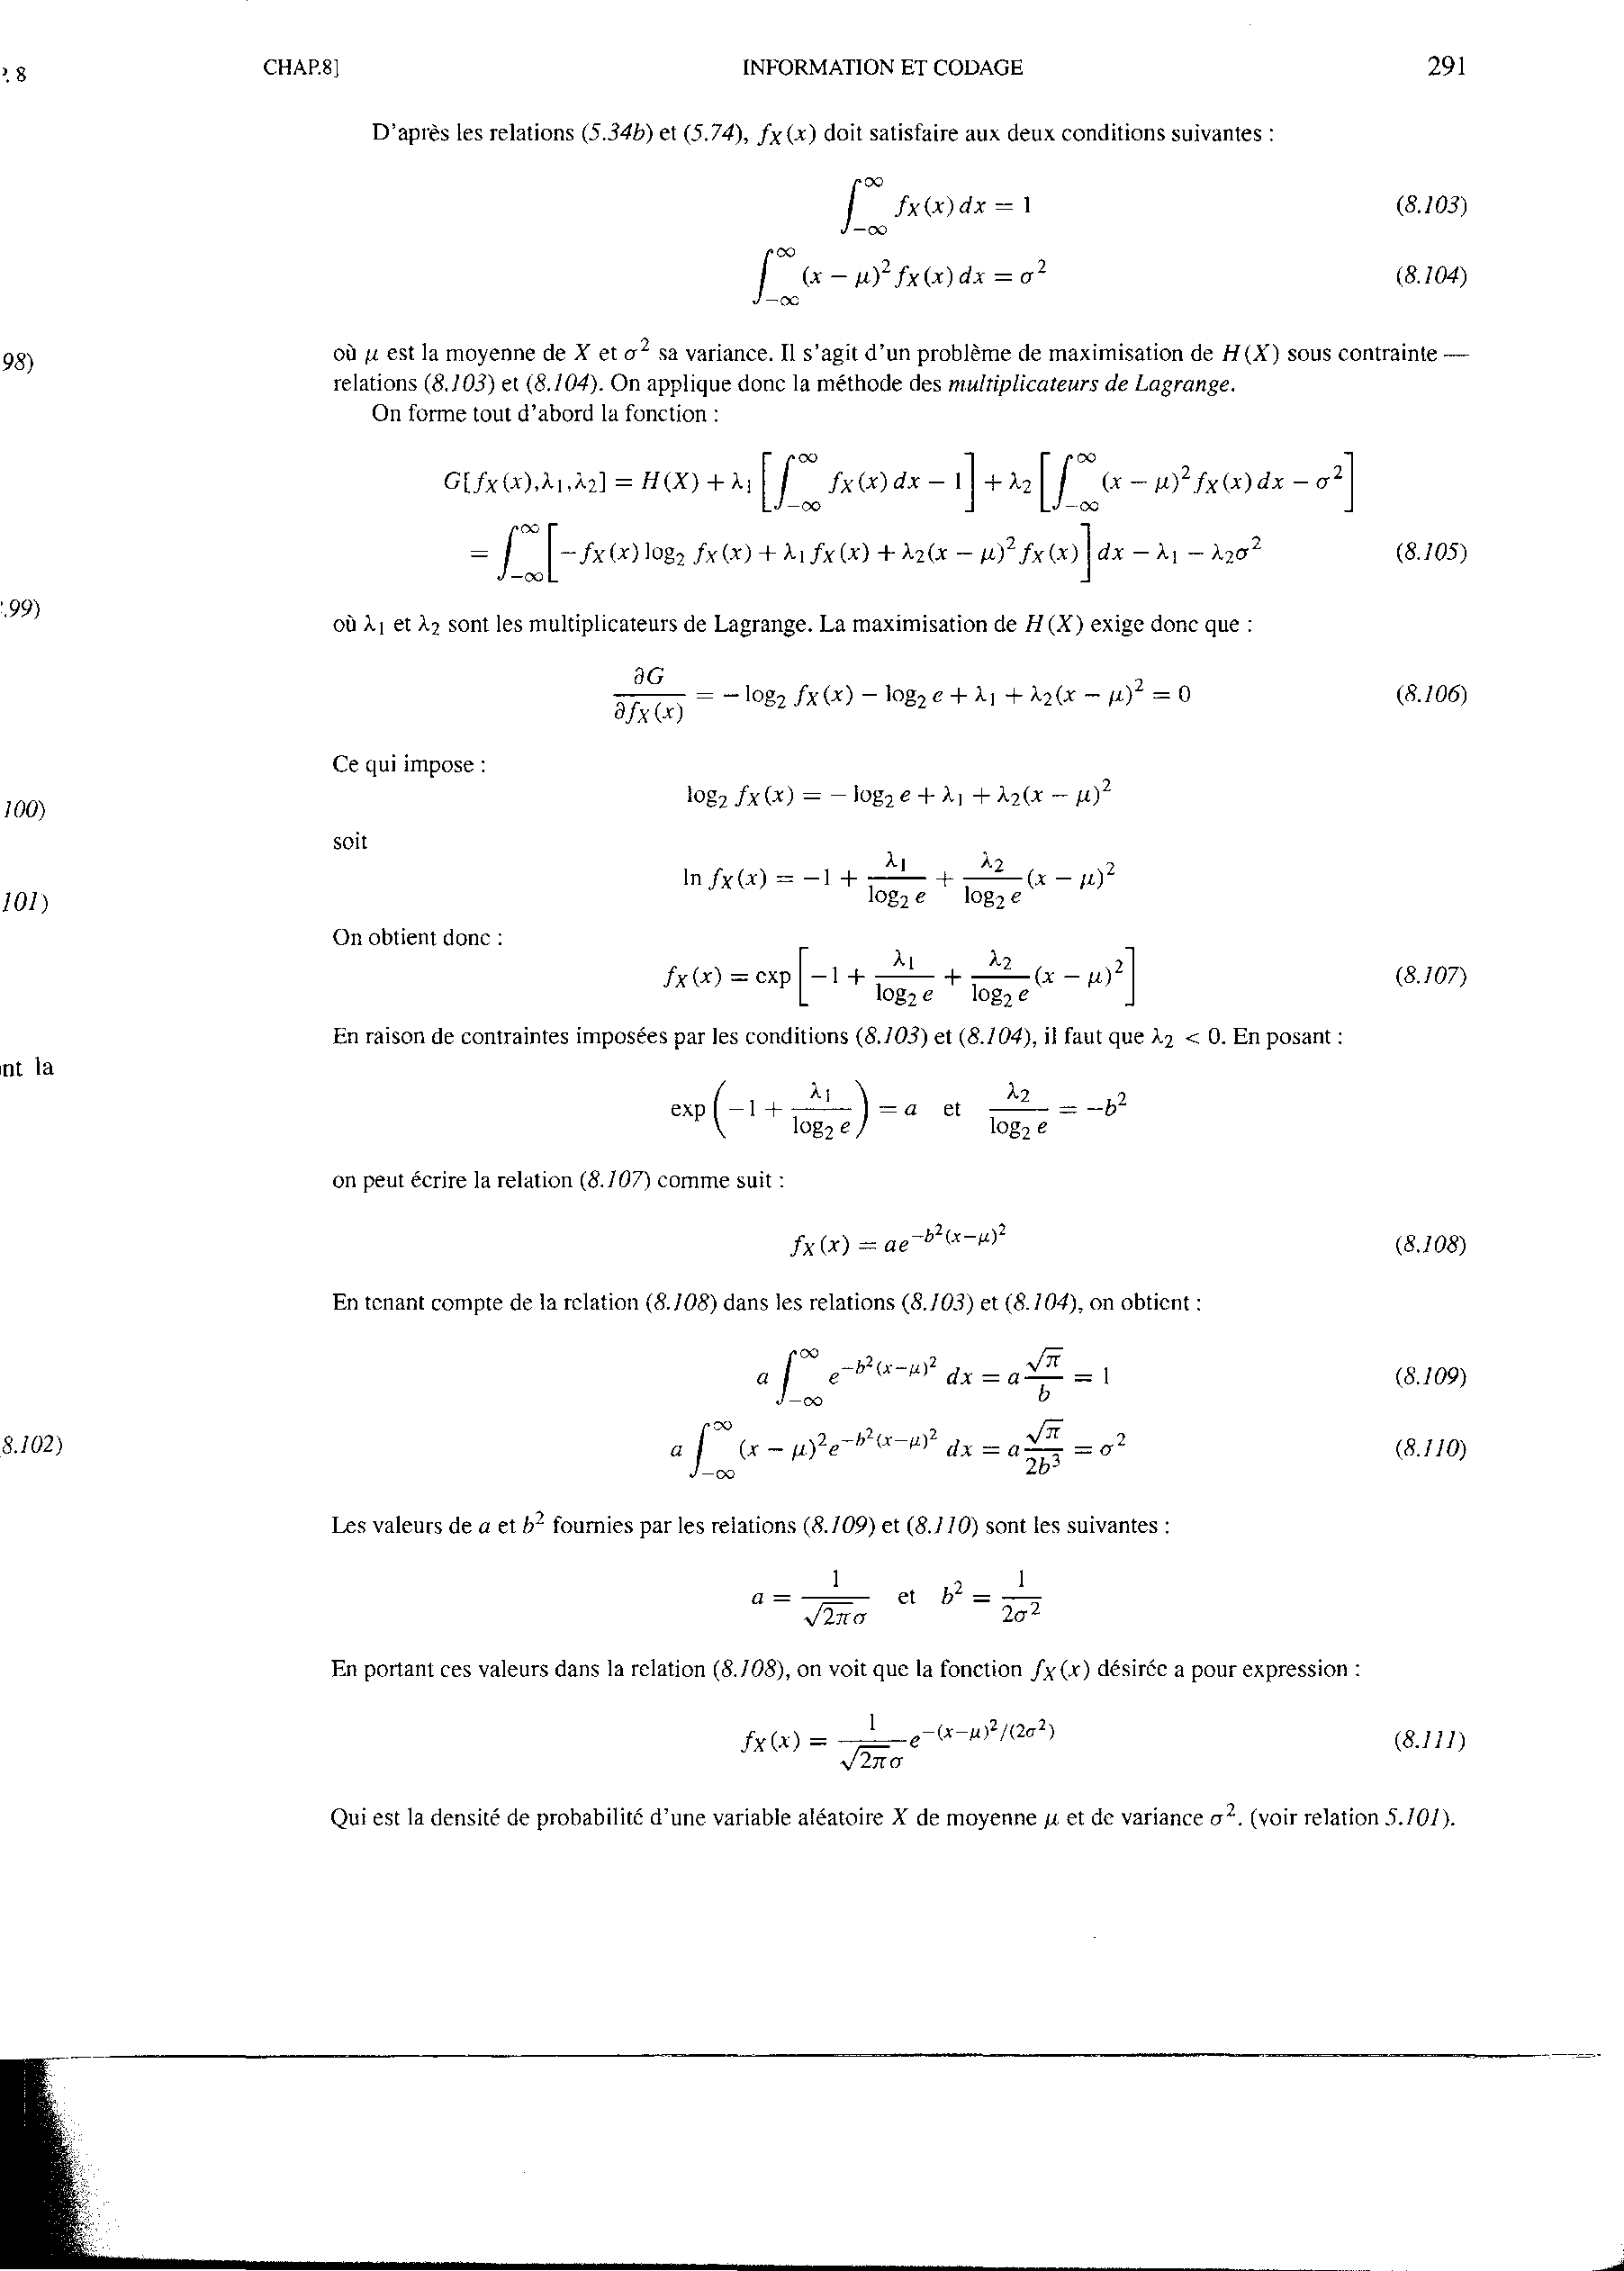 CHAP.8] INFORMATION ET CODAGE 291
D'après les relations (5.34b) et (5.74), f_X(x) doit satisfaire aux deux conditions suivantes :
∫_{−∞}^{∞} f_X(x) dx = 1 (8.103)
∫_{−∞}^{∞} (x − μ)² f_X(x) dx = σ² (8.104)
où μ est la moyenne de X et σ² sa variance. Il s'agit d'un problème de maximisation de H(X) sous contrainte —
relations (8.103) et (8.104). On applique donc la méthode des multiplicateurs de Lagrange.
On forme tout d'abord la fonction :
G[f_X(x),λ₁,λ₂] = H(X) + λ₁ [∫_{−∞}^{∞} f_X(x) dx − 1] + λ₂ [∫_{−∞}^{∞} (x − μ)² f_X(x) dx − σ²]
= ∫_{−∞}^{∞} [−f_X(x) log₂ f_X(x) + λ₁ f_X(x) + λ₂(x − μ)² f_X(x)] dx − λ₁ − λ₂σ² (8.105)
où λ₁ et λ₂ sont les multiplicateurs de Lagrange. La maximisation de H(X) exige donc que :
∂G/∂f_X(x) = − log₂ f_X(x) − log₂ e + λ₁ + λ₂(x − μ)² = 0 (8.106)
Ce qui impose :
log₂ f_X(x) = − log₂ e + λ₁ + λ₂(x − μ)²
soit
ln f_X(x) = −1 + λ₁/log₂ e + λ₂/log₂ e (x − μ)²
On obtient donc :
f_X(x) = exp [−1 + λ₁/log₂ e + λ₂/log₂ e (x − μ)²] (8.107)
En raison de contraintes imposées par les conditions (8.103) et (8.104), il faut que λ₂ < 0. En posant :
exp (−1 + λ₁/log₂ e) = a et λ₂/log₂ e = −b²
on peut écrire la relation (8.107) comme suit :
f_X(x) = ae^{−b²(x−μ)²} (8.108)
En tenant compte de la relation (8.108) dans les relations (8.103) et (8.104), on obtient :
a ∫_{−∞}^{∞} e^{−b²(x−μ)²} dx = a √π/b = 1 (8.109)
a ∫_{−∞}^{∞} (x − μ)² e^{−b²(x−μ)²} dx = a √π/2b³ = σ² (8.110)
Les valeurs de a et b² fournies par les relations (8.109) et (8.110) sont les suivantes :
a = 1/√2πσ et b² = 1/2σ²
En portant ces valeurs dans la relation (8.108), on voit que la fonction f_X(x) désirée a pour expression :
f_X(x) = 1/√2πσ e^{−(x−μ)²/(2σ²)} (8.111)
Qui est la densité de probabilité d'une variable aléatoire X de moyenne μ et de variance σ². (voir relation 5.101).
8
98)
.99)
100)
101)
nt la
8.102)